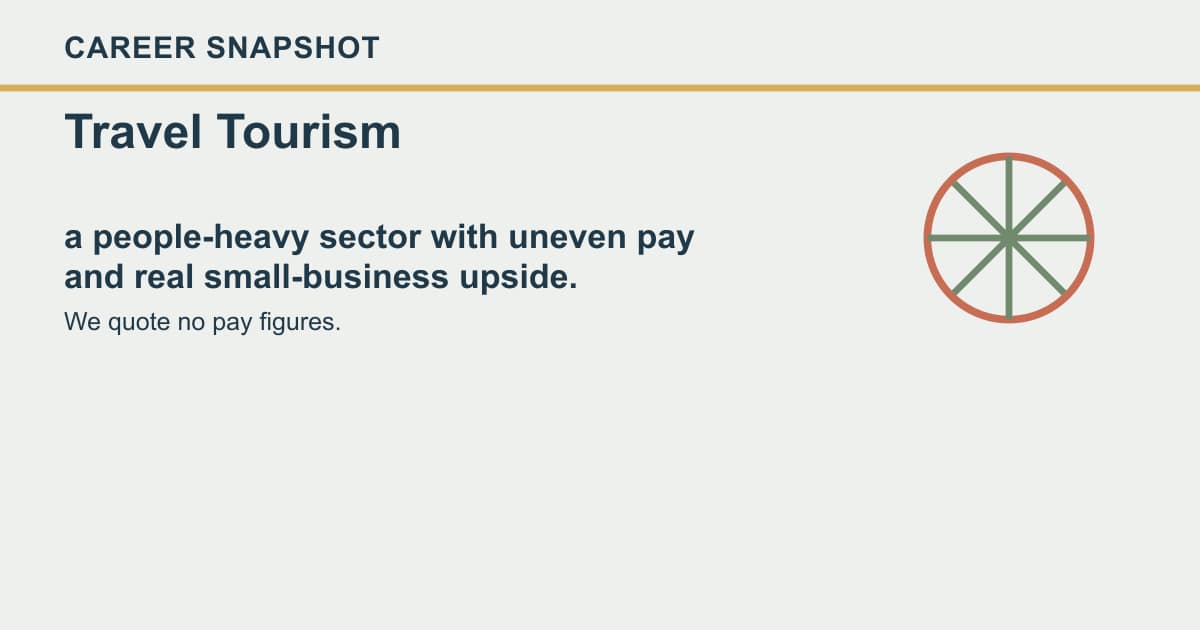 CAREER SNAPSHOT
Travel Tourism
a people-heavy sector with uneven pay
and real small-business upside.
We quote no pay figures.